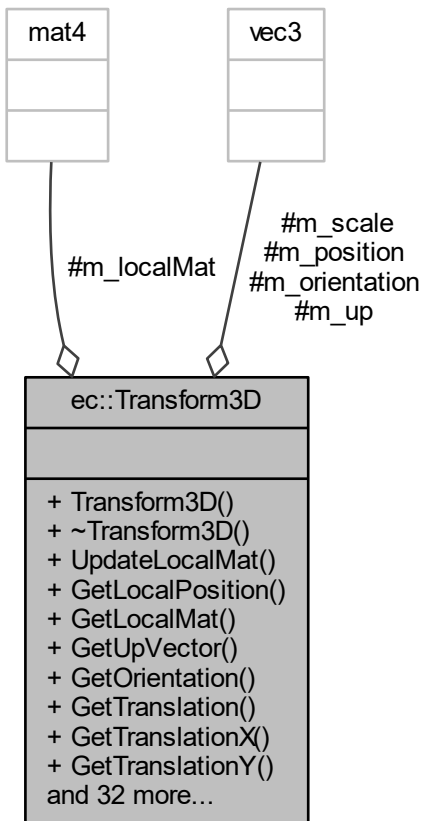 mat4
vec3
#m_localMat
#m_scale
#m_position
#m_orientation
#m_up
ec::Transform3D
+ Transform3D()
+ ~Transform3D()
+ UpdateLocalMat()
+ GetLocalPosition()
+ GetLocalMat()
+ GetUpVector()
+ GetOrientation()
+ GetTranslation()
+ GetTranslationX()
+ GetTranslationY()
and 32 more...